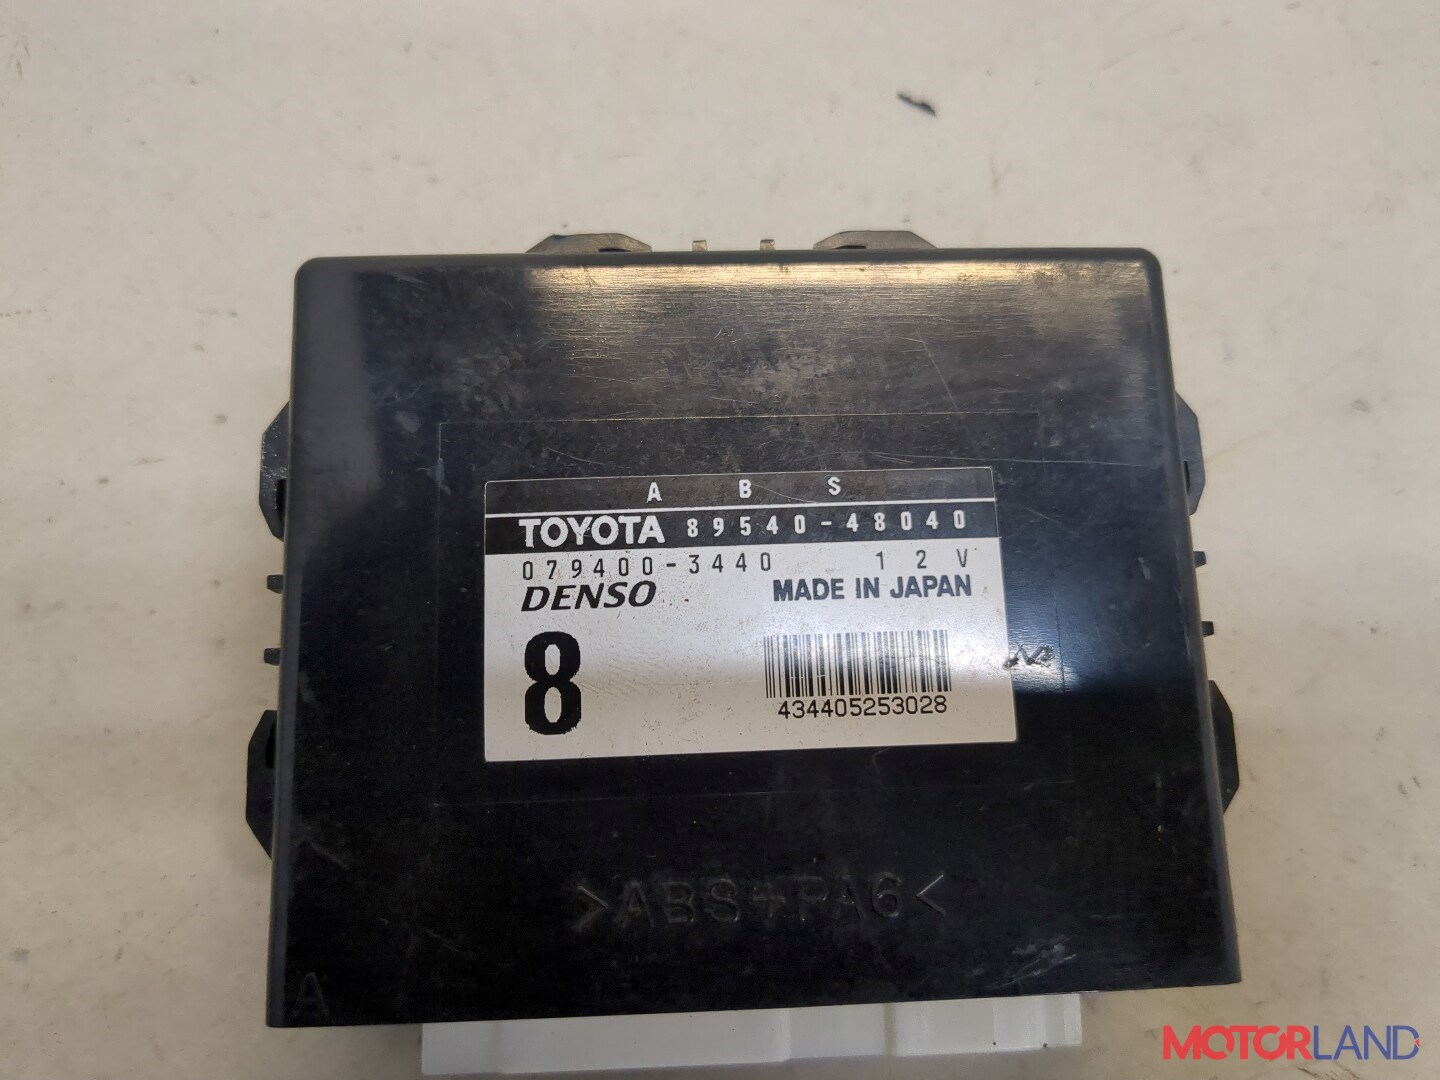 A B S
TOYOTA 89540-48040
079400-3440 12V
DENSO MADE IN JAPAN
8
434405253028
>ABS+PA6<
A
MOTORLAND